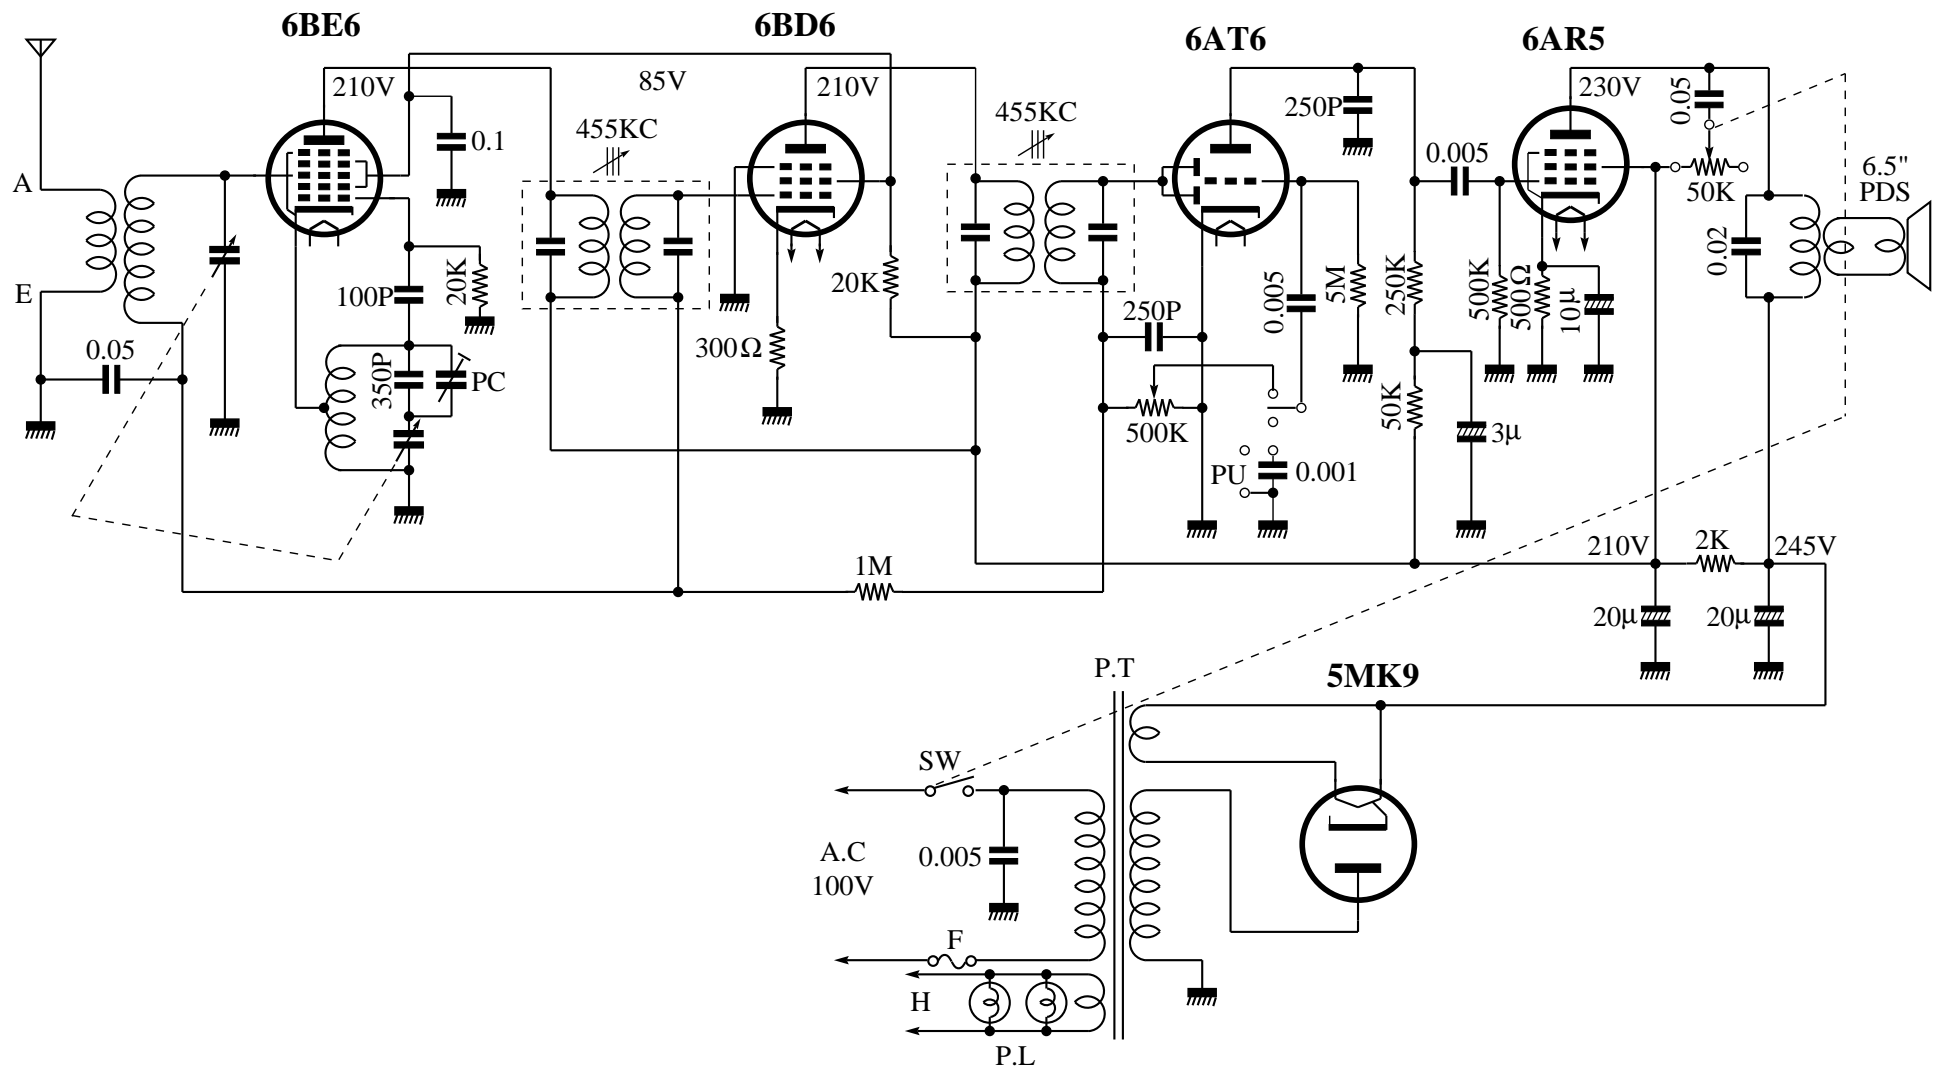 6BE6
6BD6
6AT6
6AR5
210V
85V
210V
230V
0.05
250P
455KC
455KC
0.1
0.005
50K
6.5"
PDS
A
E
100P
20K
20K
250P
0.005
5M
250K
500K
500Ω
10μ
0.02
0.05
300Ω
350P
PC
500K
50K
3μ
PU
0.001
1M
210V
2K
245V
20μ
20μ
P.T
5MK9
SW
A.C
100V
0.005
F
H
P.L